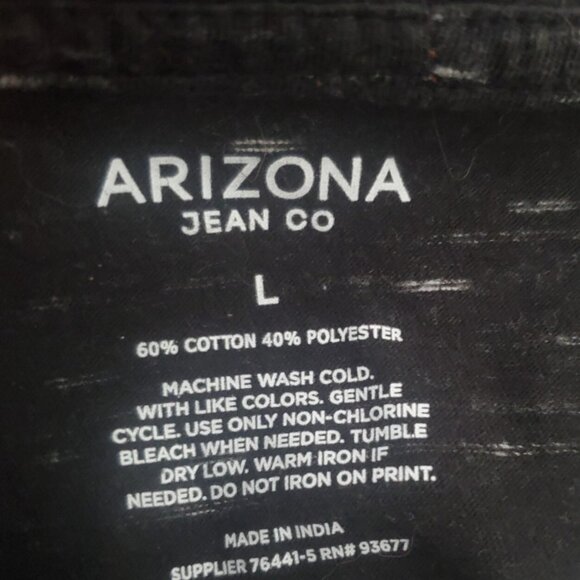 ARIZONA
JEAN CO
L
60% COTTON 40% POLYESTER
MACHINE WASH COLD.
WITH LIKE COLORS. GENTLE
CYCLE. USE ONLY NON-CHLORINE
BLEACH WHEN NEEDED. TUMBLE
DRY LOW. WARM IRON IF
NEEDED. DO NOT IRON ON PRINT.
MADE IN INDIA
SUPPLIER 76441-5 RN# 93677